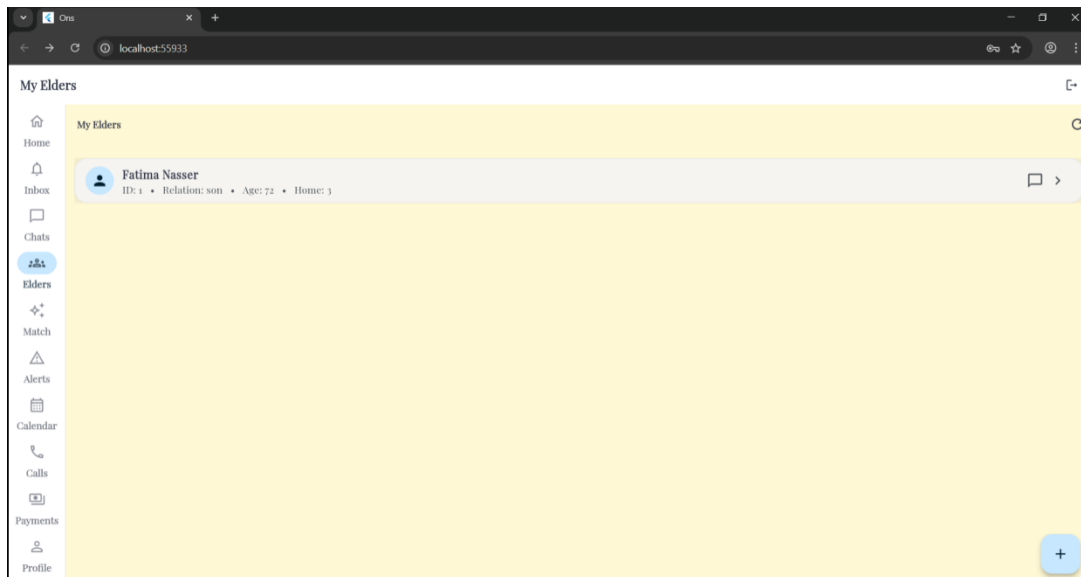 Ons
localhost:55933
My Elders
Home
Inbox
Chats
Elders
Match
Alerts
Calendar
Calls
Payments
Profile
My Elders
Fatima Nasser
ID: 1 • Relation: son • Age: 72 • Home: 3